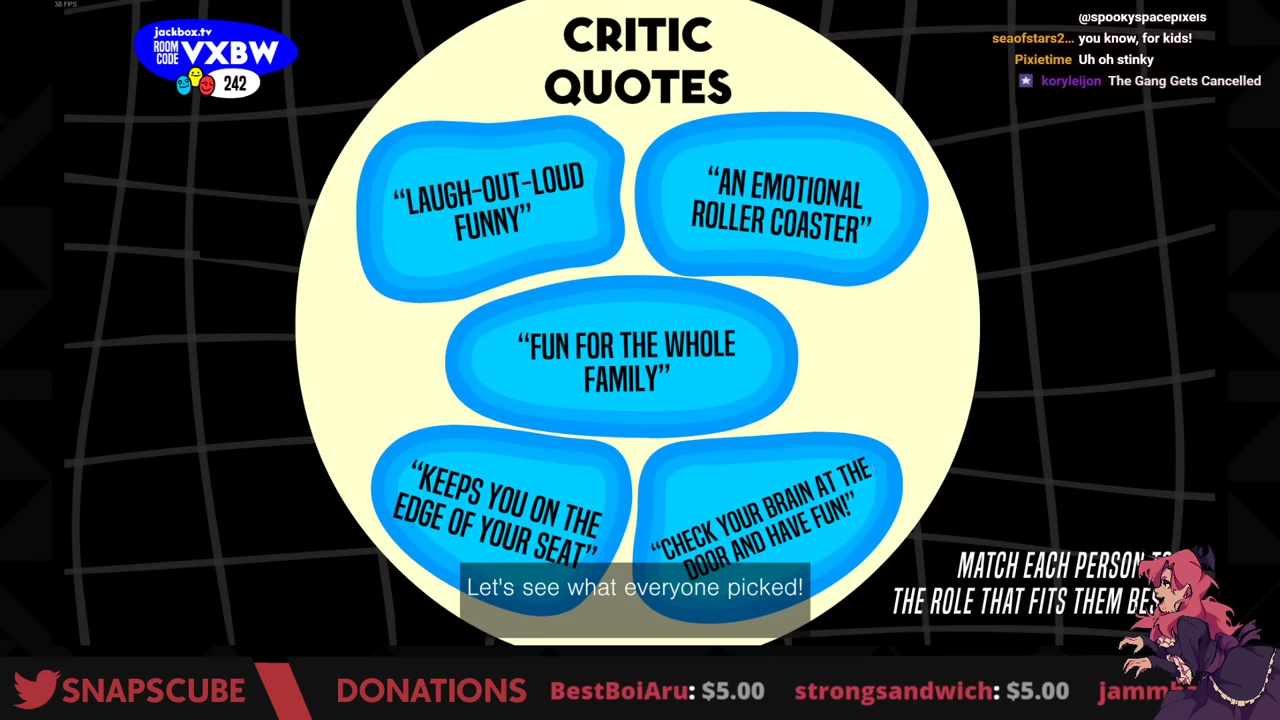 38 FPS
jackbox.tv
ROOM
CODE
VXBW
242
CRITIC
QUOTES
@spookyspacepixels
seaofstars2… you know, for kids!
Pixietime Uh oh stinky
koryleijon The Gang Gets Cancelled
“LAUGH-OUT-LOUD
FUNNY”
“AN EMOTIONAL
ROLLER COASTER”
“FUN FOR THE WHOLE
FAMILY”
“KEEPS YOU ON THE
EDGE OF YOUR SEAT”
“CHECK YOUR BRAIN AT THE
DOOR AND HAVE FUN!”
Let's see what everyone picked!
MATCH EACH PERSON
THE ROLE THAT FITS THEM
SNAPSCUBE
DONATIONS
BestBoiAru: $5.00
strongsandwich: $5.00